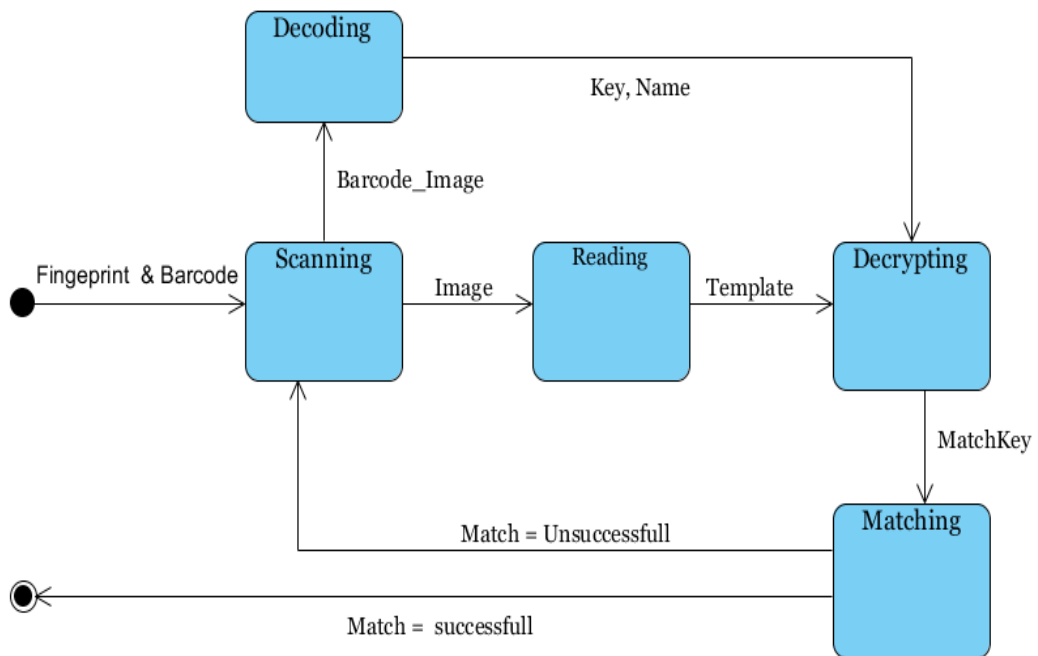 Decoding
Key, Name
Barcode_Image
Fingeprint & Barcode
Scanning
Image
Reading
Template
Decrypting
MatchKey
Matching
Match = Unsuccessfull
Match = successfull